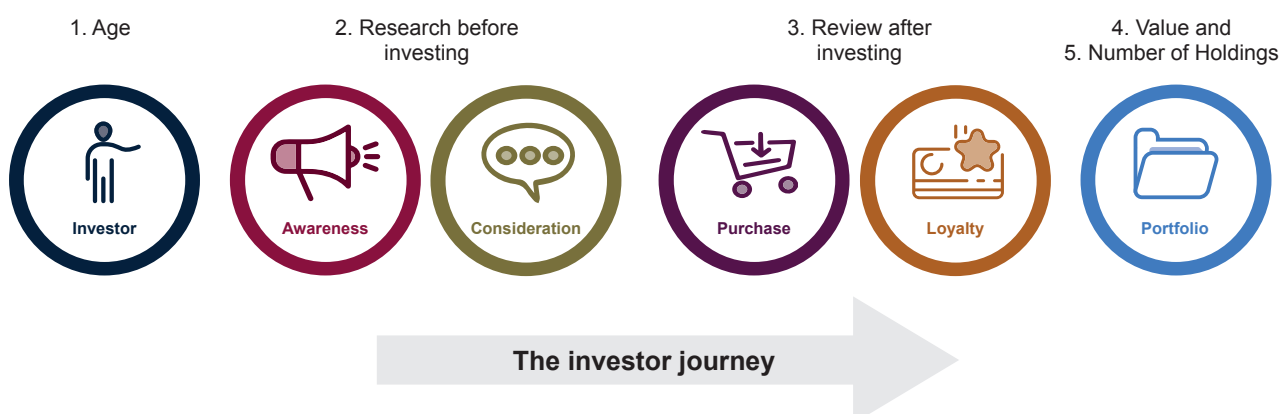 1. Age
2. Research before
investing
3. Review after
investing
4. Value and
5. Number of Holdings
Investor
Awareness
Consideration
Purchase
Loyalty
Portfolio
The investor journey